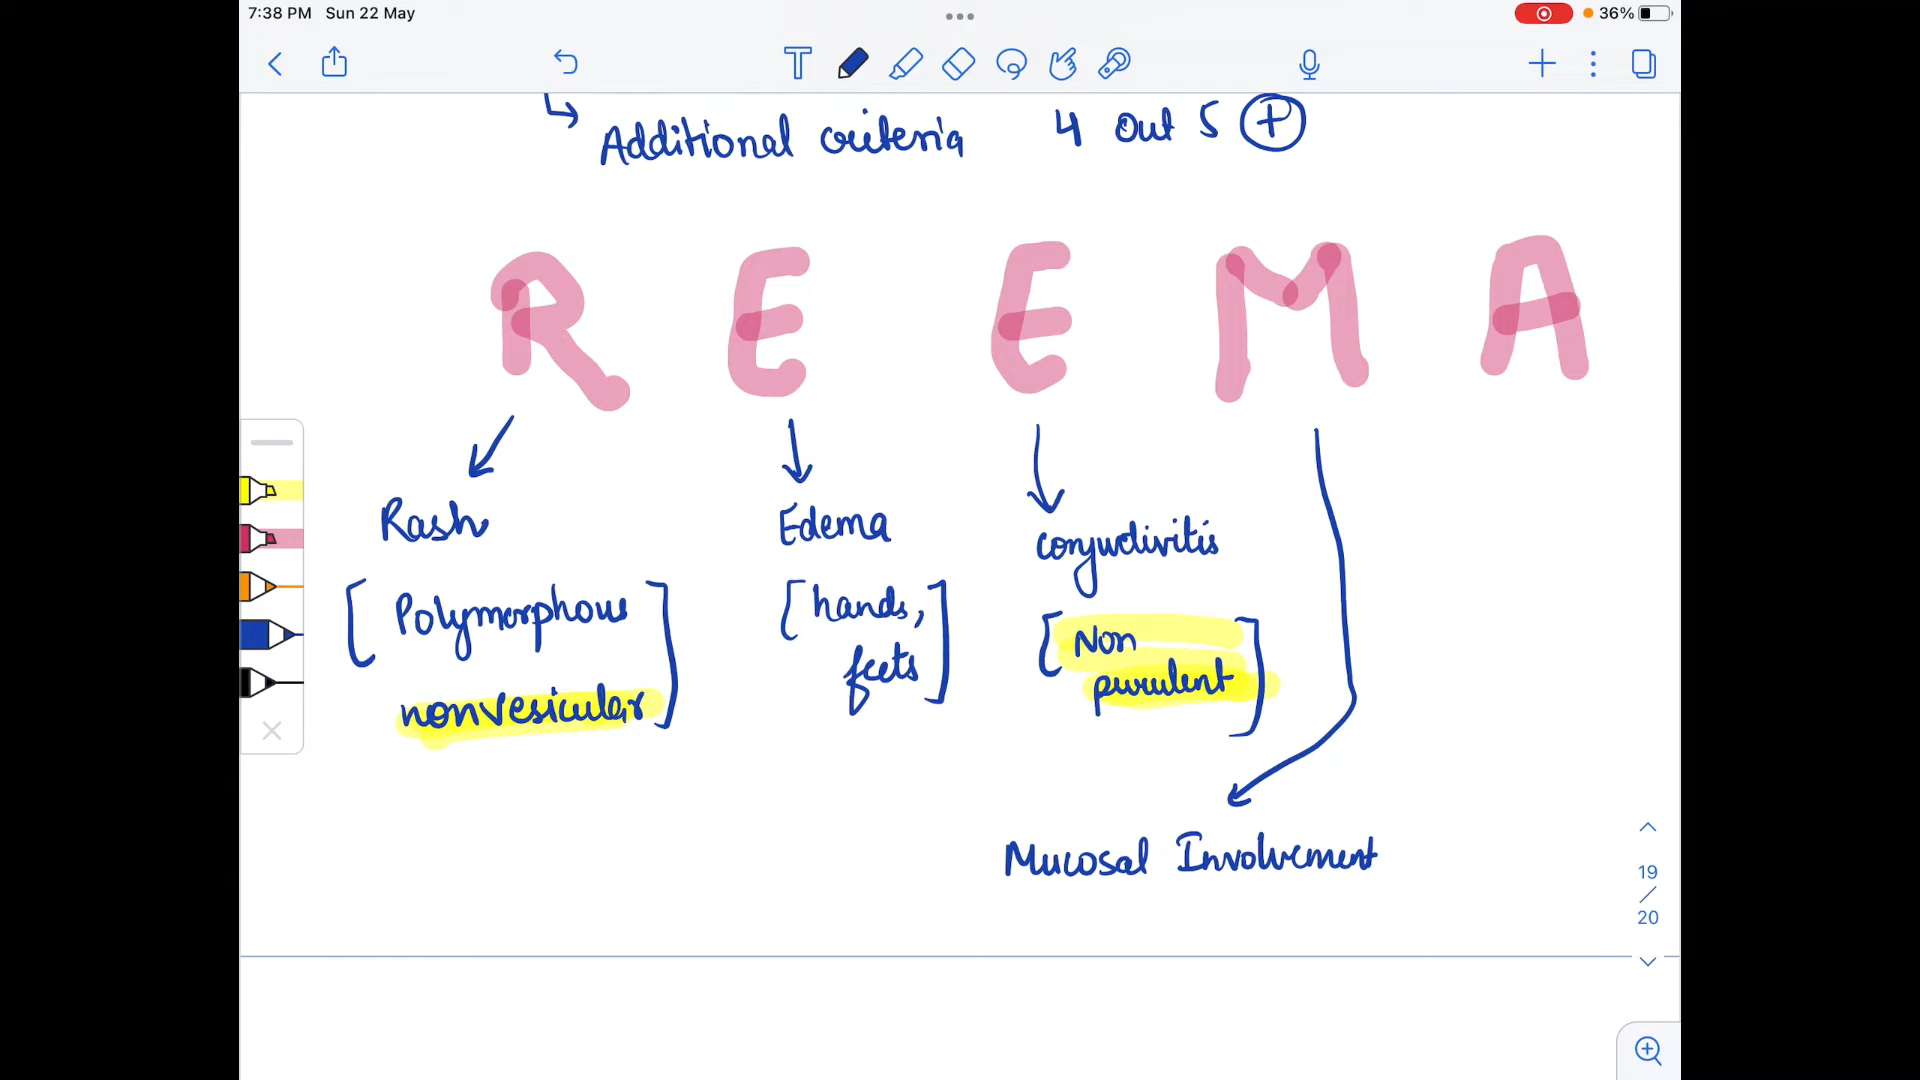 7:38 PM Sun 22 May
36%
Additional criteria 4 Out 5 +
R E E M A
Rash
[Polymorphous
nonvesicular]
Edema
[hands,
feets]
conjuctivitis
[Non
purulent]
Mucosal Involvement
19
/
20